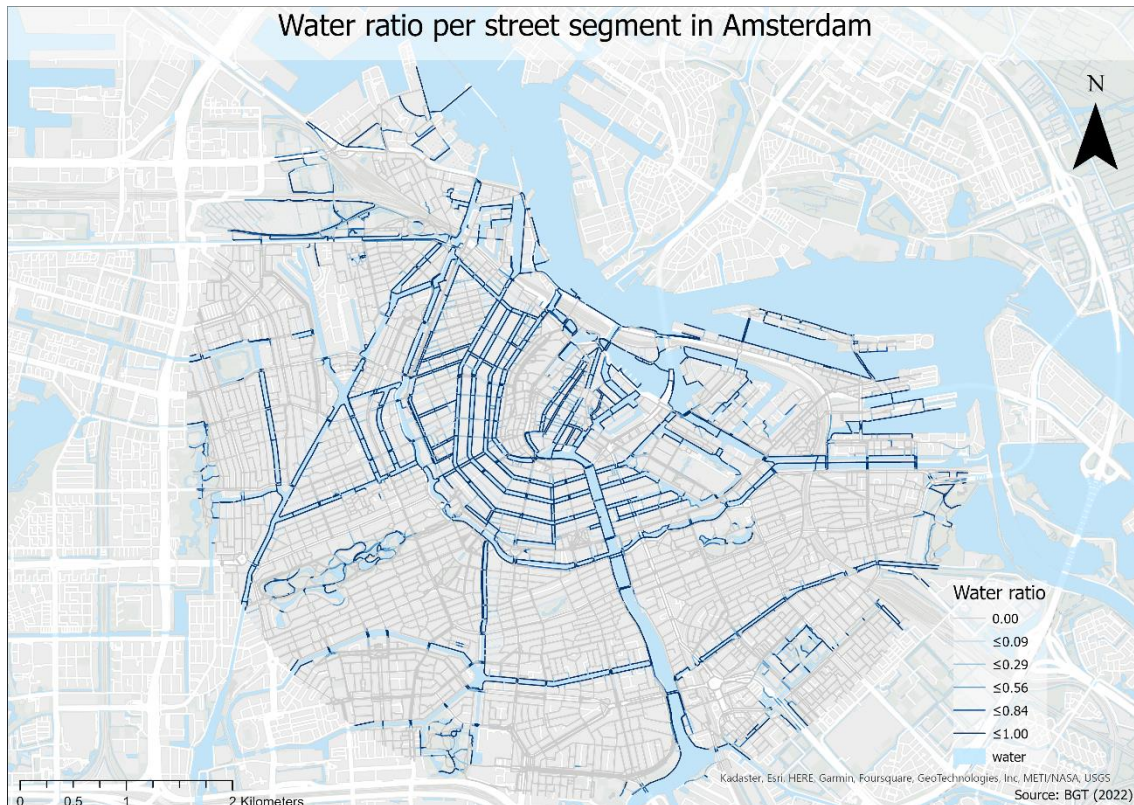 Water ratio per street segment in Amsterdam
N
Water ratio
0.00
≤0.09
≤0.29
≤0.56
≤0.84
≤1.00
water
Kadaster, Esri, HERE, Garmin, Foursquare, GeoTechnologies, Inc, METI/NASA, USGS
0 0.5 1 2 Kilometers
Source: BGT (2022)